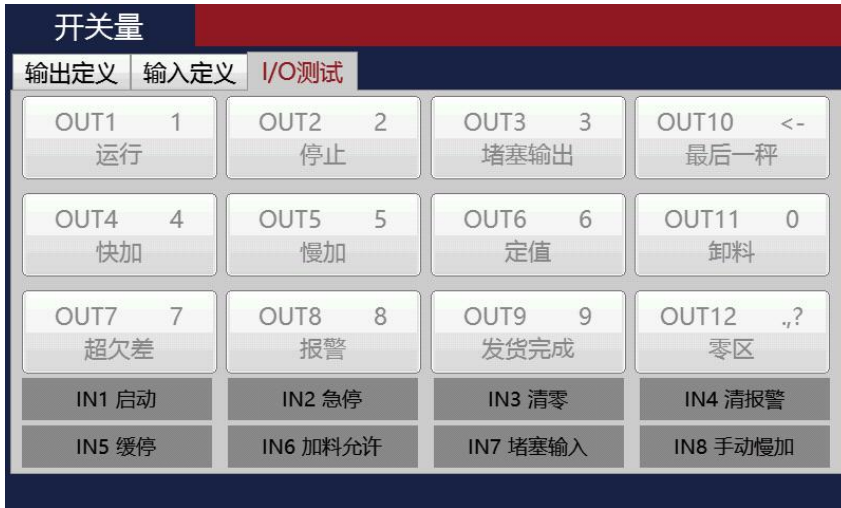 开关量
输出定义 输入定义 I/O测试
OUT1 1 OUT2 2 OUT3 3 OUT10 <-
运行 停止 堵塞输出 最后一秤
OUT4 4 OUT5 5 OUT6 6 OUT11 0
快加 慢加 定值 卸料
OUT7 7 OUT8 8 OUT9 9 OUT12 .,?
超欠差 报警 发货完成 零区
IN1 启动 IN2 急停 IN3 清零 IN4 清报警
IN5 缓停 IN6 加料允许 IN7 堵塞输入 IN8 手动慢加